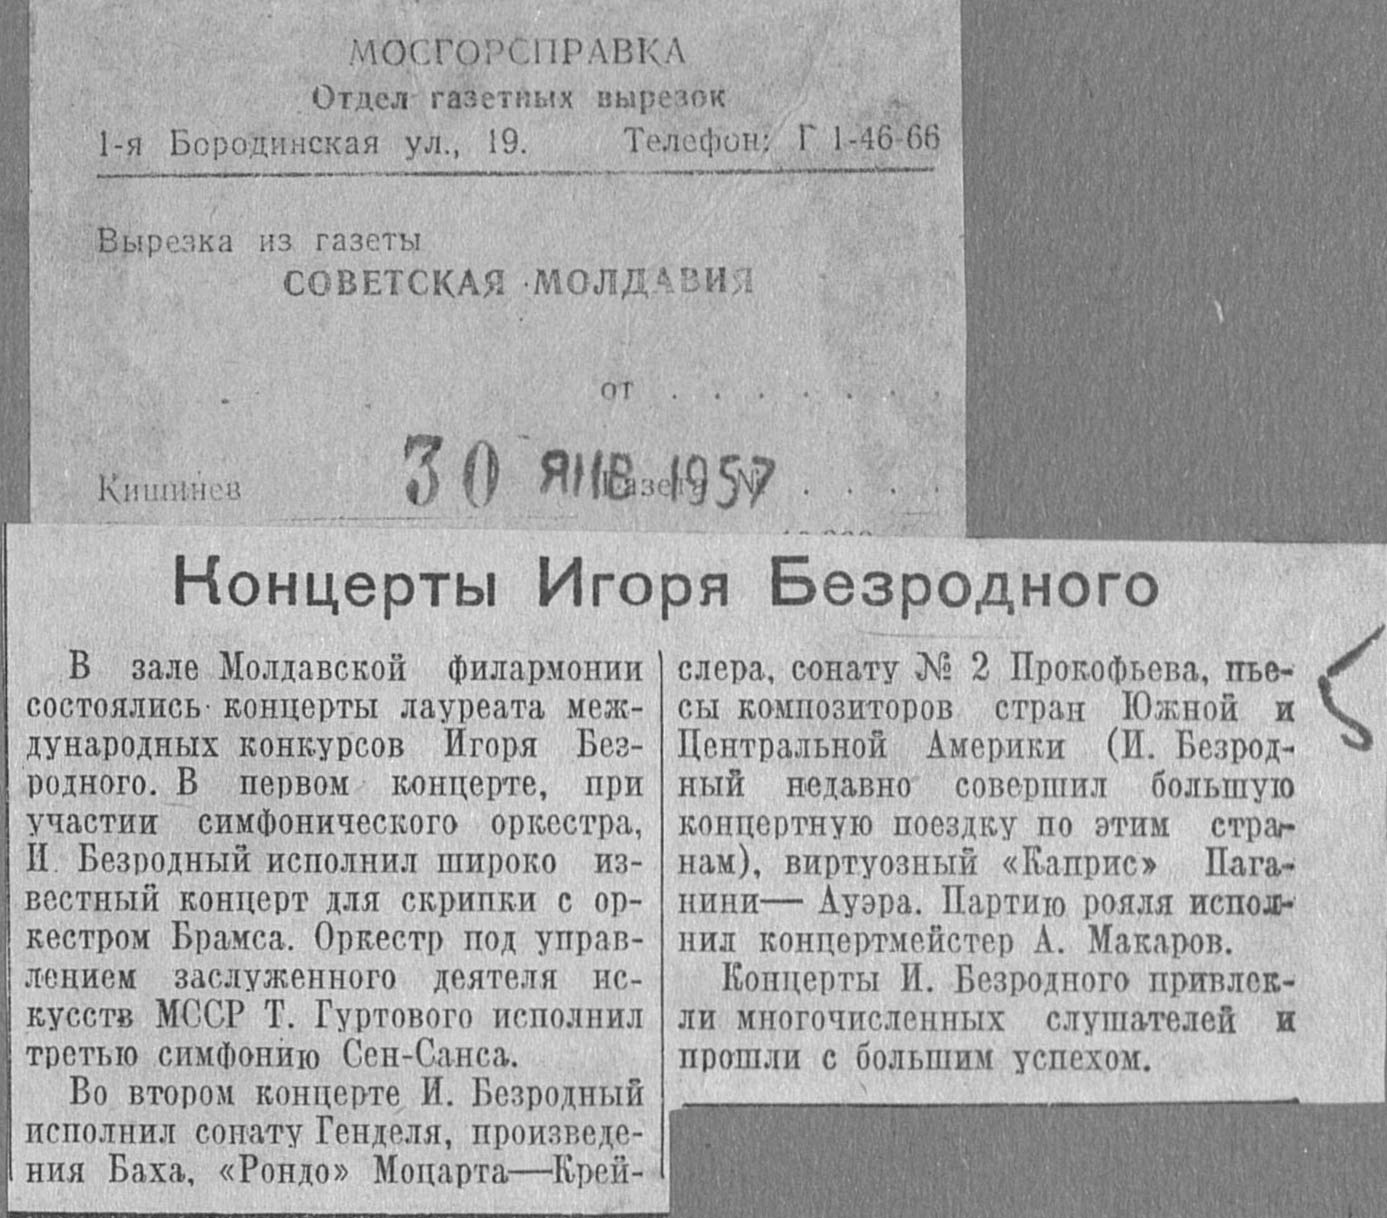 МОСГОРСПРАВКА
Отдел газетных вырезок
1-я Бородинская ул., 19. Телефон: Г 1-46-66
Вырезка из газеты
СОВЕТСКАЯ МОЛДАВИЯ
от . . . . . . .
Кишинев 30 ЯНВ 1957 Газета № . . . .
Концерты Игоря Безродного
В зале Молдавской филармонии
состоялись концерты лауреата меж-
дународных конкурсов Игоря Без-
родного. В первом концерте, при
участии симфонического оркестра,
И. Безродный исполнил широко из-
вестный концерт для скрипки с ор-
кестром Брамса. Оркестр под управ-
лением заслуженного деятеля ис-
кусств МССР Т. Гуртового исполнил
третью симфонию Сен-Санса.
Во втором концерте И. Безродный
исполнил сонату Генделя, произведе-
ния Баха, «Рондо» Моцарта—Крей-
слера, сонату № 2 Прокофьева, пье-
сы композиторов стран Южной и
Центральной Америки (И. Безрод-
ный недавно совершил большую
концертную поездку по этим стра-
нам), виртуозный «Каприс» Пага-
нини— Ауэра. Партию рояля испол-
нил концертмейстер А. Макаров.
Концерты И. Безродного привлек-
ли многочисленных слушателей и
прошли с большим успехом.